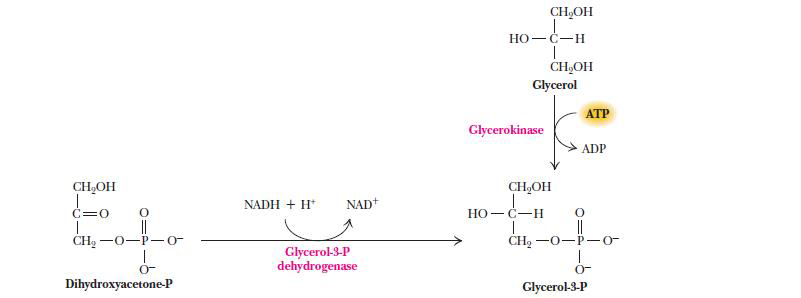 CH₂OH
HO—C—H
CH₂OH
Glycerol
ATP
Glycerokinase
ADP
CH₂OH
C=O O
CH₂—O—P—O⁻
O⁻
Dihydroxyacetone-P
NADH + H⁺ NAD⁺
Glycerol-3-P
dehydrogenase
CH₂OH
HO—C—H O
CH₂—O—P—O⁻
O⁻
Glycerol-3-P